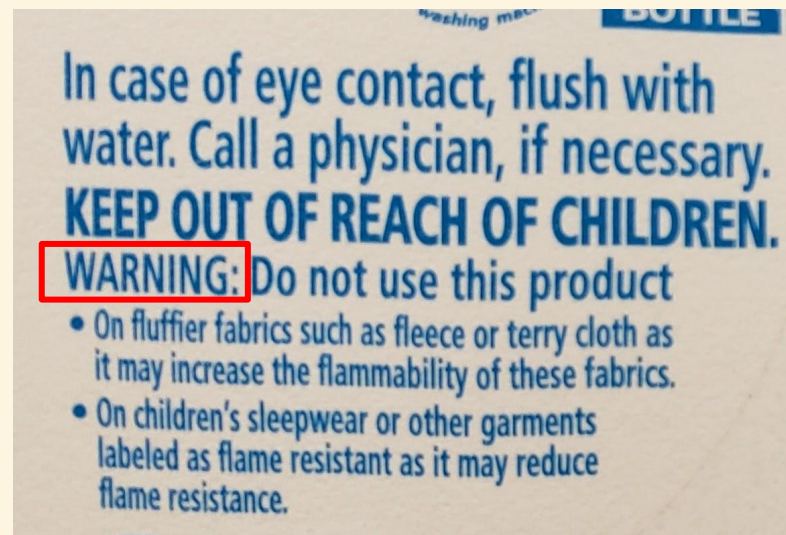 washing
BOTTLE
In case of eye contact, flush with
water. Call a physician, if necessary.
KEEP OUT OF REACH OF CHILDREN.
WARNING: Do not use this product
• On fluffier fabrics such as fleece or terry cloth as
it may increase the flammability of these fabrics.
• On children's sleepwear or other garments
labeled as flame resistant as it may reduce
flame resistance.